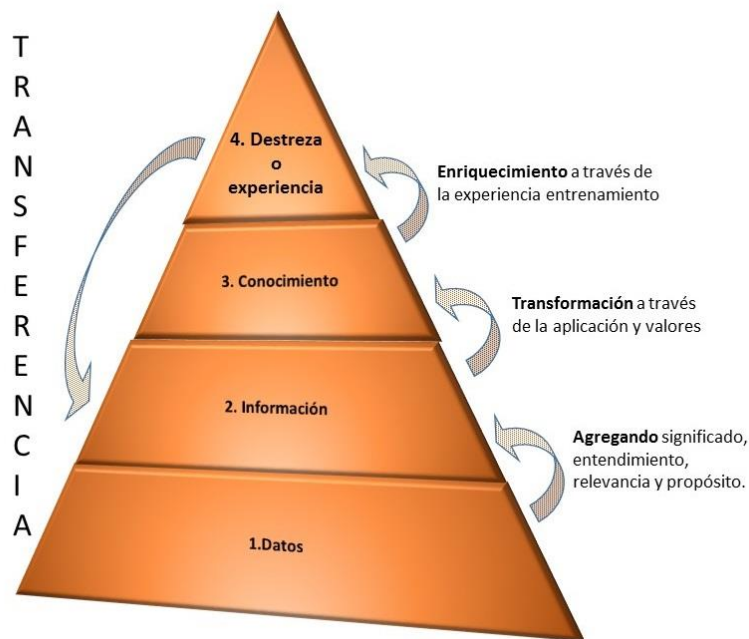 TRANSFERENCIA
4. Destreza
o
experiencia
Enriquecimiento a través de
la experiencia entrenamiento
3. Conocimiento
Transformación a través
de la aplicación y valores
2. Información
Agregando significado,
entendimiento,
relevancia y propósito.
1.Datos